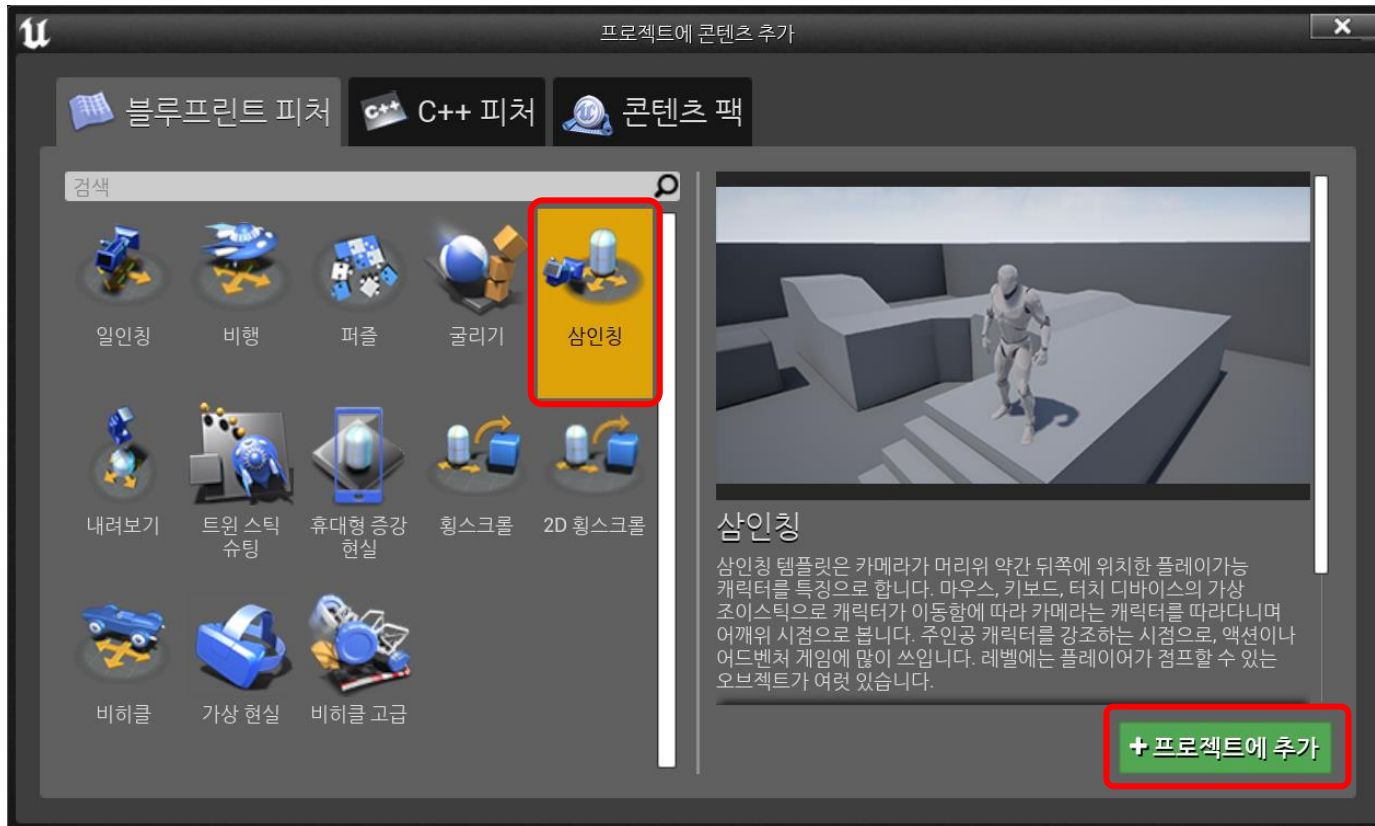 프로젝트에 콘텐츠 추가
블루프린트 피처
C++ 피처
콘텐츠 팩
검색
일인칭
비행
퍼즐
굴리기
삼인칭
내려보기
트윈 스틱
슈팅
휴대형 증강
현실
횡스크롤
2D 횡스크롤
비히클
가상 현실
비히클 고급
삼인칭
삼인칭 템플릿은 카메라가 머리위 약간 뒤쪽에 위치한 플레이가능
캐릭터를 특징으로 합니다. 마우스, 키보드, 터치 디바이스의 가상
조이스틱으로 캐릭터가 이동함에 따라 카메라는 캐릭터를 따라다니며
어깨위 시점으로 봅니다. 주인공 캐릭터를 강조하는 시점으로, 액션이나
어드벤처 게임에 많이 쓰입니다. 레벨에는 플레이어가 점프할 수 있는
오브젝트가 여럿 있습니다.
+ 프로젝트에 추가